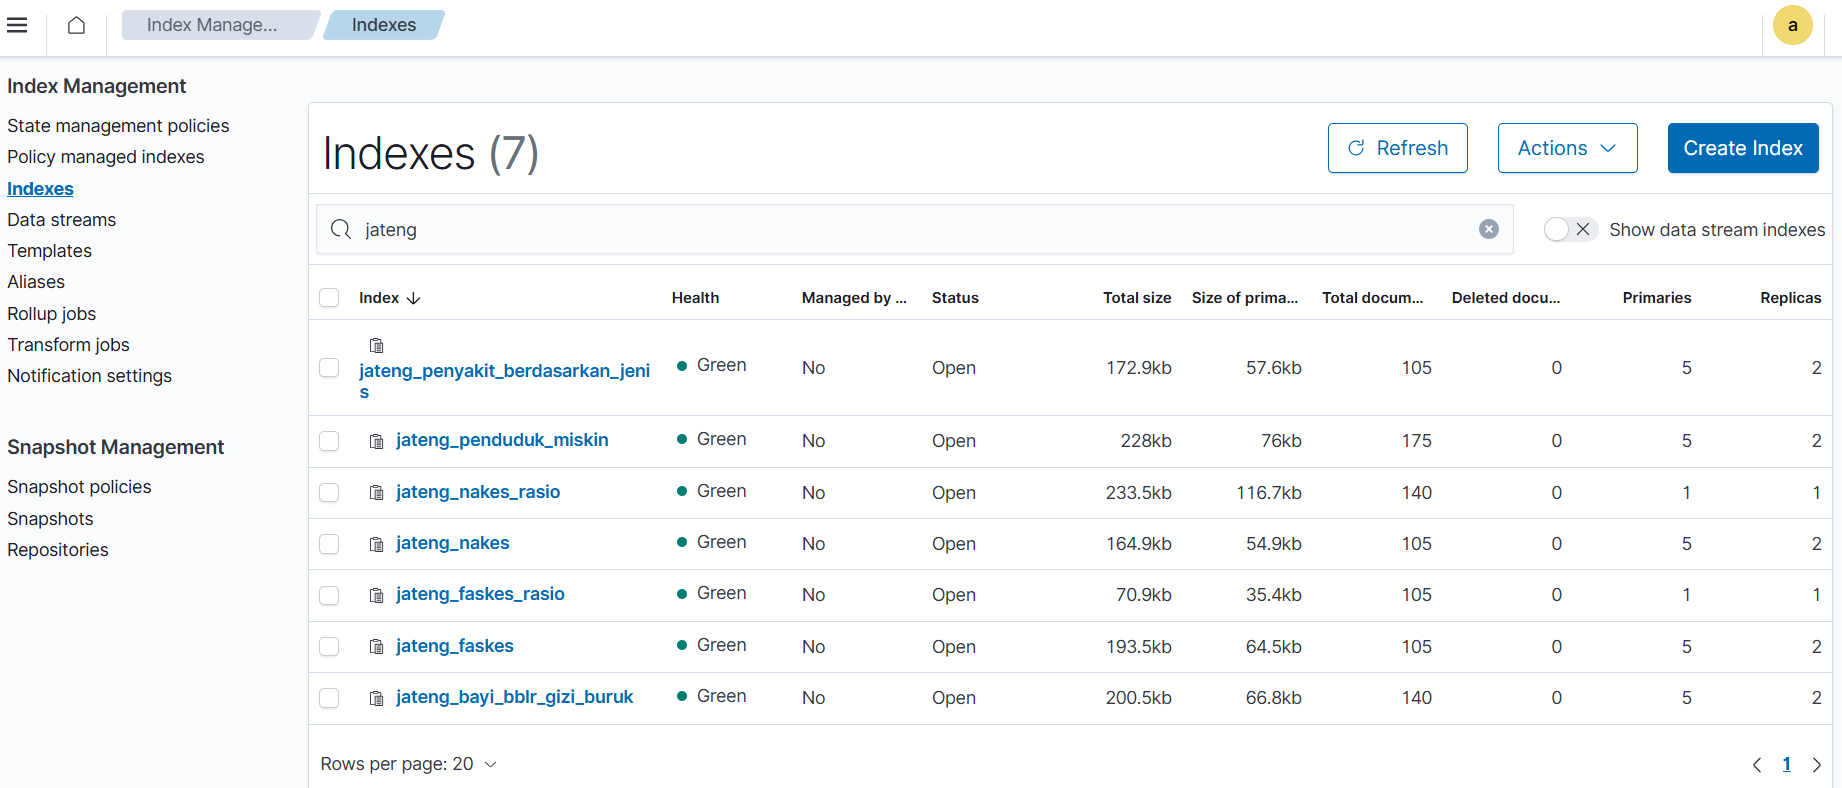 Index Manage...
Indexes
a
Index Management
State management policies
Policy managed indexes
Indexes
Data streams
Templates
Aliases
Rollup jobs
Transform jobs
Notification settings
Snapshot Management
Snapshot policies
Snapshots
Repositories
Indexes (7)
Refresh
Actions
Create Index
jateng
Show data stream indexes
Index Health Managed by ... Status Total size Size of prima... Total docum... Deleted docu... Primaries Replicas
jateng_penyakit_berdasarkan_jeni
s
Green No Open 172.9kb 57.6kb 105 0 5 2
jateng_penduduk_miskin Green No Open 228kb 76kb 175 0 5 2
jateng_nakes_rasio Green No Open 233.5kb 116.7kb 140 0 1 1
jateng_nakes Green No Open 164.9kb 54.9kb 105 0 5 2
jateng_faskes_rasio Green No Open 70.9kb 35.4kb 105 0 1 1
jateng_faskes Green No Open 193.5kb 64.5kb 105 0 5 2
jateng_bayi_bblr_gizi_buruk Green No Open 200.5kb 66.8kb 140 0 5 2
Rows per page: 20
1